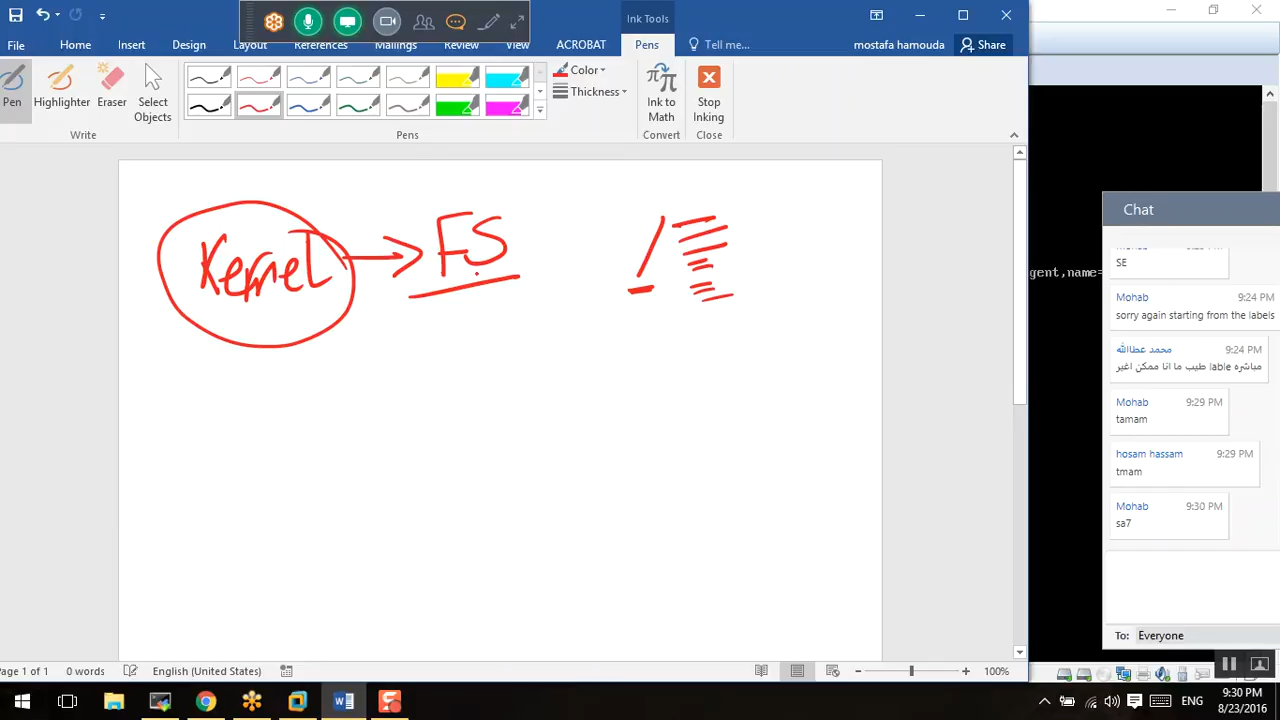 Ink Tools
File Home Insert Design Layout References Mailings Review View ACROBAT Pens Tell me... mostafa hamouda Share
Pen Highlighter Eraser Select Objects
Color
Thickness
Ink to Math
Stop Inking
Write Pens Convert Close
Kernel → FS /
Chat
SE
gent,name=
Mohab 9:24 PM
sorry again starting from the labels
محمد عطاالله 9:24 PM
مباشره lable طيب ما انا ممكن اغير
Mohab 9:29 PM
tamam
hosam hassam 9:29 PM
tmam
Mohab 9:30 PM
sa7
To: Everyone
Page 1 of 1 0 words English (United States) 100%
ENG 9:30 PM
8/23/2016